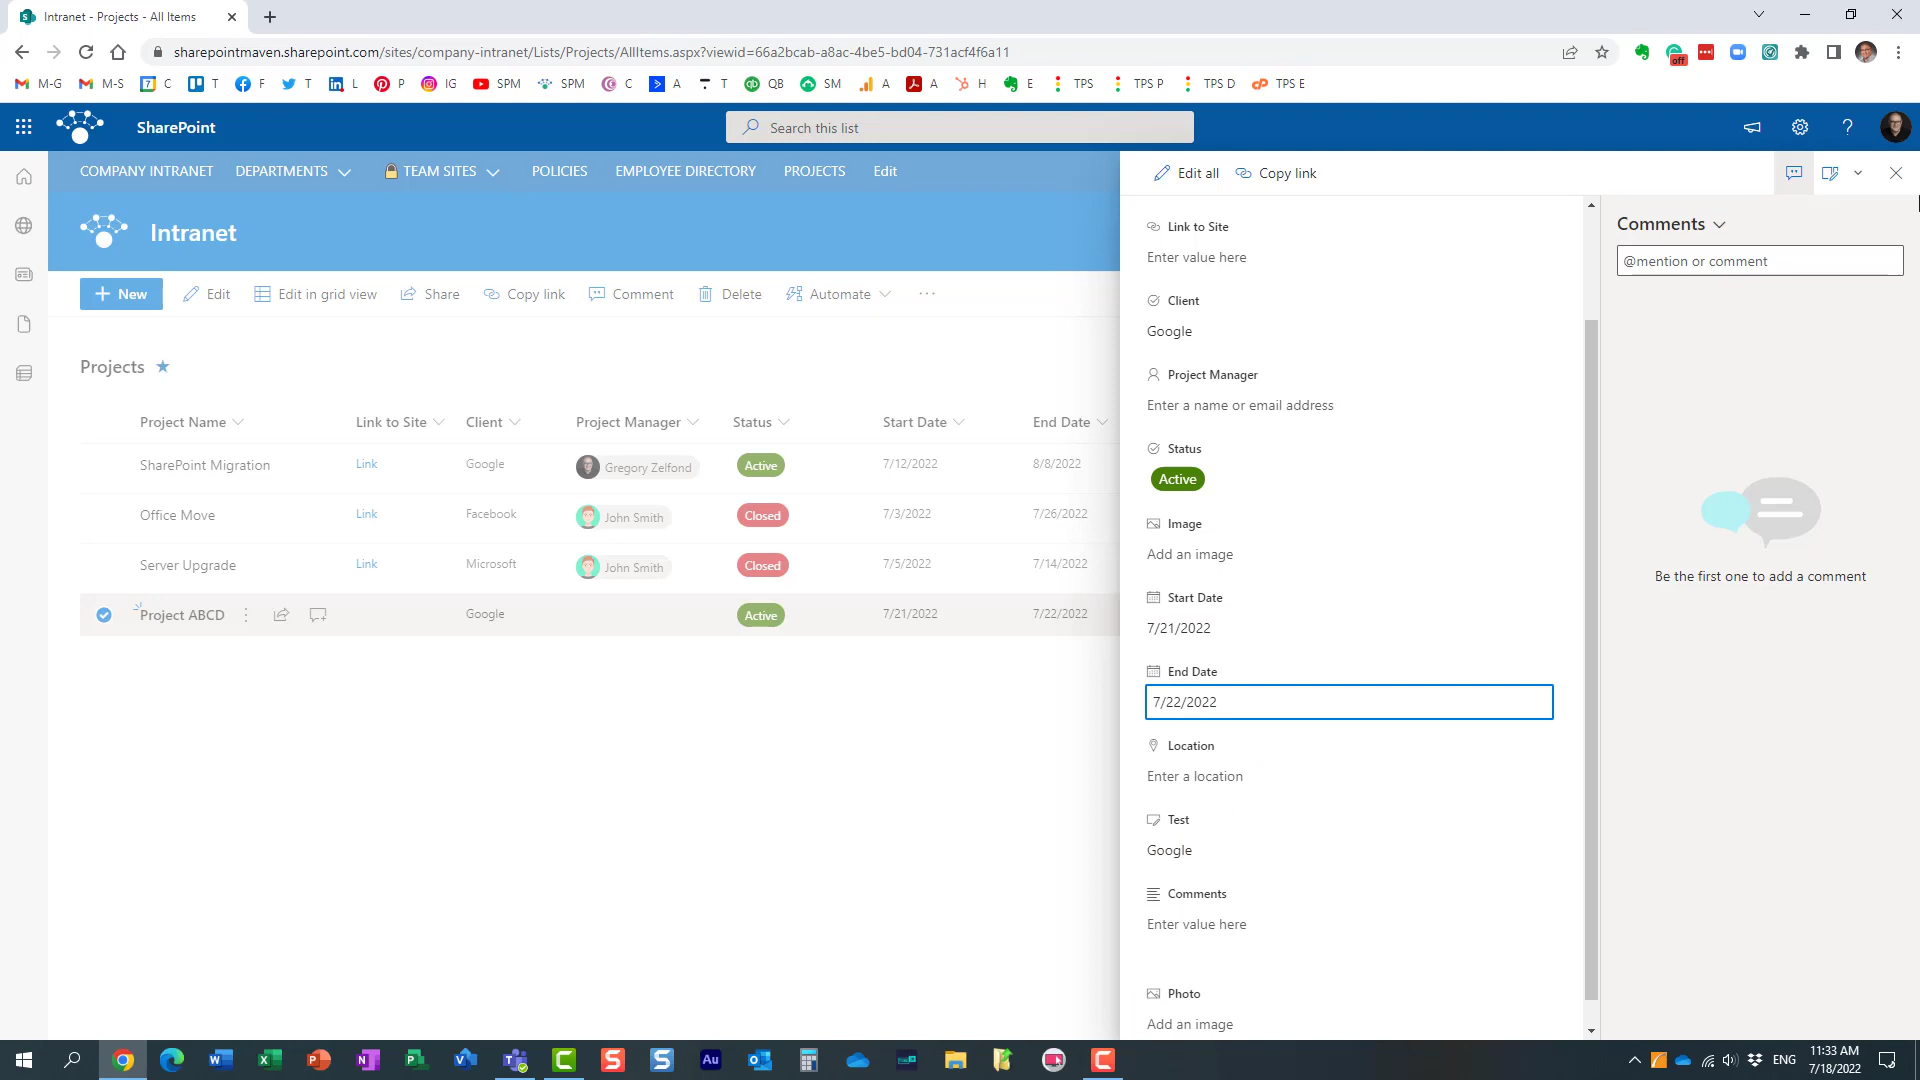 Intranet - Projects - All Items
sharepointmaven.sharepoint.com/sites/company-intranet/Lists/Projects/AllItems.aspx?viewid=66a2bcab-a8ac-4be5-bd04-731acf4f6a11
off
M-G M-S C T F T L P IG SPM SPM C A T QB SM A A H E TPS TPS P TPS D TPS E
SharePoint
Search this list
COMPANY INTRANET DEPARTMENTS TEAM SITES POLICIES EMPLOYEE DIRECTORY PROJECTS Edit
Intranet
New Edit Edit in grid view Share Copy link Comment Delete Automate
Projects
Project Name Link to Site Client Project Manager Status Start Date End Date
SharePoint Migration Link Google Gregory Zelfond Active 7/12/2022 8/8/2022
Office Move Link Facebook John Smith Closed 7/3/2022 7/26/2022
Server Upgrade Link Microsoft John Smith Closed 7/5/2022 7/14/2022
Project ABCD Google Active 7/21/2022 7/22/2022
Edit all Copy link
Link to Site
Enter value here
Client
Google
Project Manager
Enter a name or email address
Status
Active
Image
Add an image
Start Date
7/21/2022
End Date
7/22/2022
Location
Enter a location
Test
Google
Comments
Enter value here
Photo
Add an image
Comments
@mention or comment
Be the first one to add a comment
ENG
11:33 AM
7/18/2022